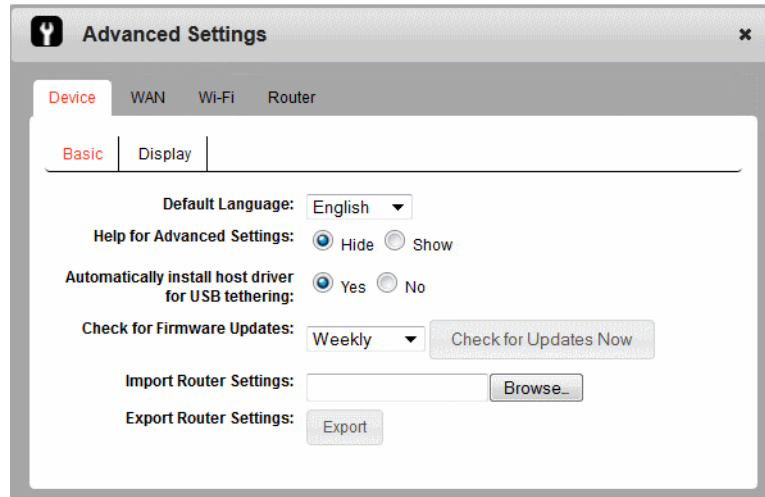 Advanced Settings
Device WAN Wi-Fi Router
Basic Display
Default Language: English
Help for Advanced Settings: Hide Show
Automatically install host driver
for USB tethering: Yes No
Check for Firmware Updates: Weekly Check for Updates Now
Import Router Settings: Browse...
Export Router Settings: Export